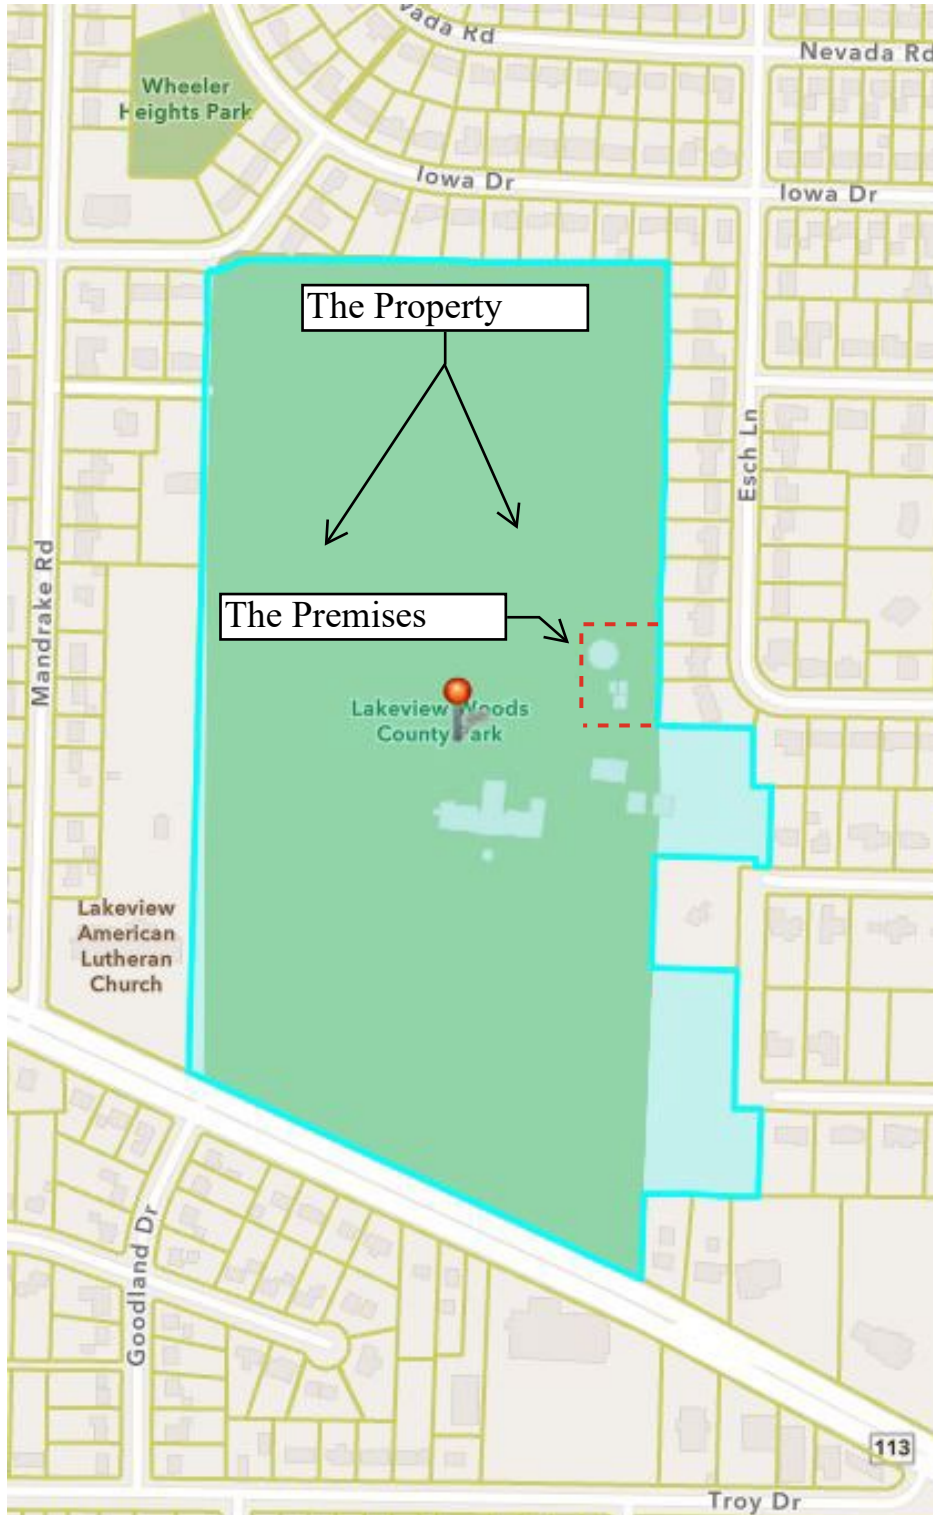 vada Rd
Nevada Rd
Wheeler
Heights Park
Iowa Dr
Iowa Dr
The Property
Esch Ln
Mandrake Rd
The Premises
Lakeview Woods
County Park
Lakeview
American
Lutheran
Church
Goodland Dr
113
Troy Dr